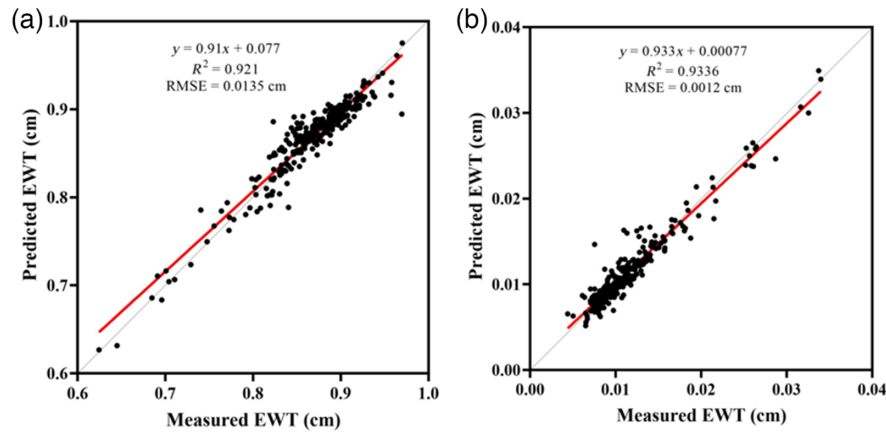 (a)
y = 0.91x + 0.077
R² = 0.921
RMSE = 0.0135 cm
Predicted EWT (cm)
1.0
0.9
0.8
0.7
0.6
0.6 0.7 0.8 0.9 1.0
Measured EWT (cm)
(b)
y = 0.933x + 0.00077
R² = 0.9336
RMSE = 0.0012 cm
Predicted EWT (cm)
0.04
0.03
0.02
0.01
0.00
0.00 0.01 0.02 0.03 0.04
Measured EWT (cm)